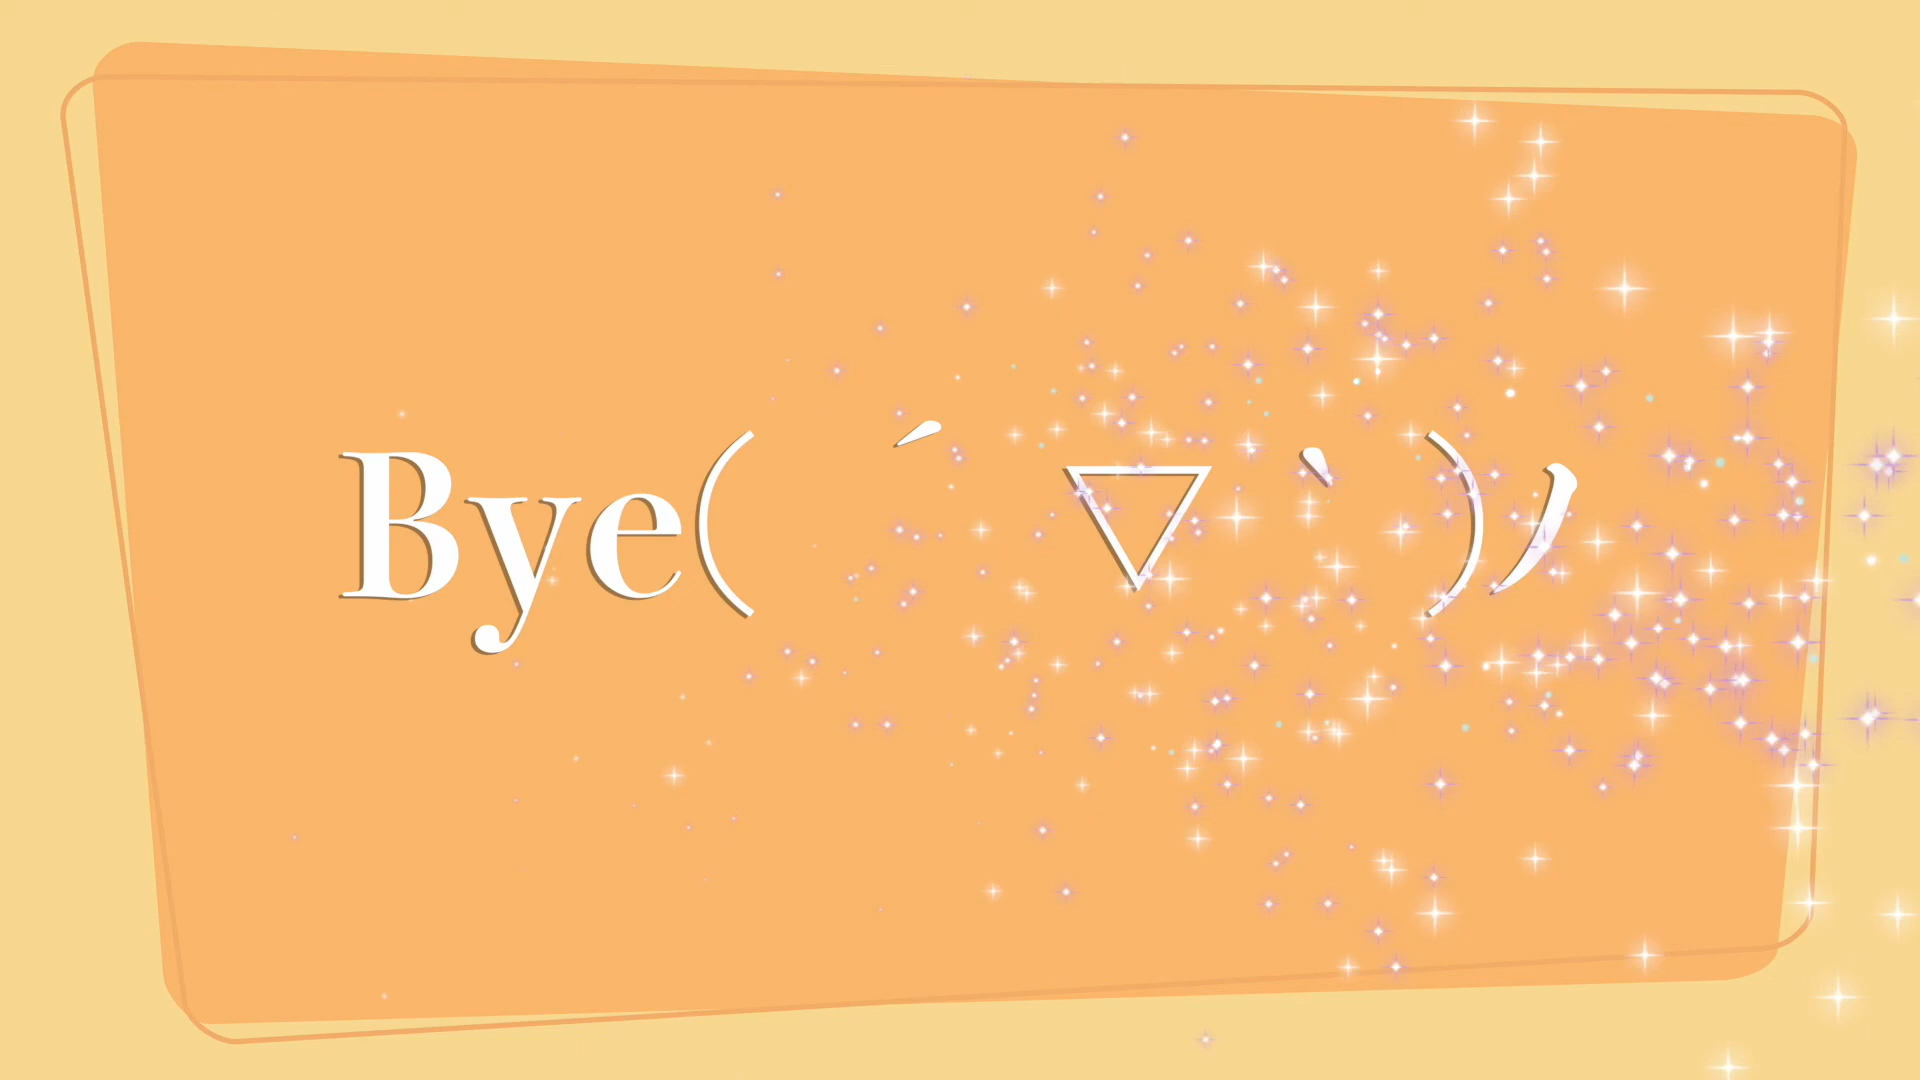 Bye( ´ ▽ ` )ﾉ